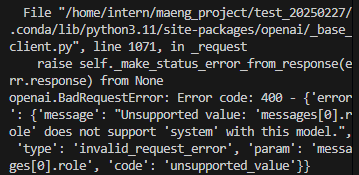 File "/home/intern/maeng_project/test_20250227/
.conda/lib/python3.11/site-packages/openai/_base_
client.py", line 1071, in _request
raise self._make_status_error_from_response(e
rr.response) from None
openai.BadRequestError: Error code: 400 - {'error
': {'message': "Unsupported value: 'messages[0].r
ole' does not support 'system' with this model.",
'type': 'invalid_request_error', 'param': 'messa
ges[0].role', 'code': 'unsupported_value'}}